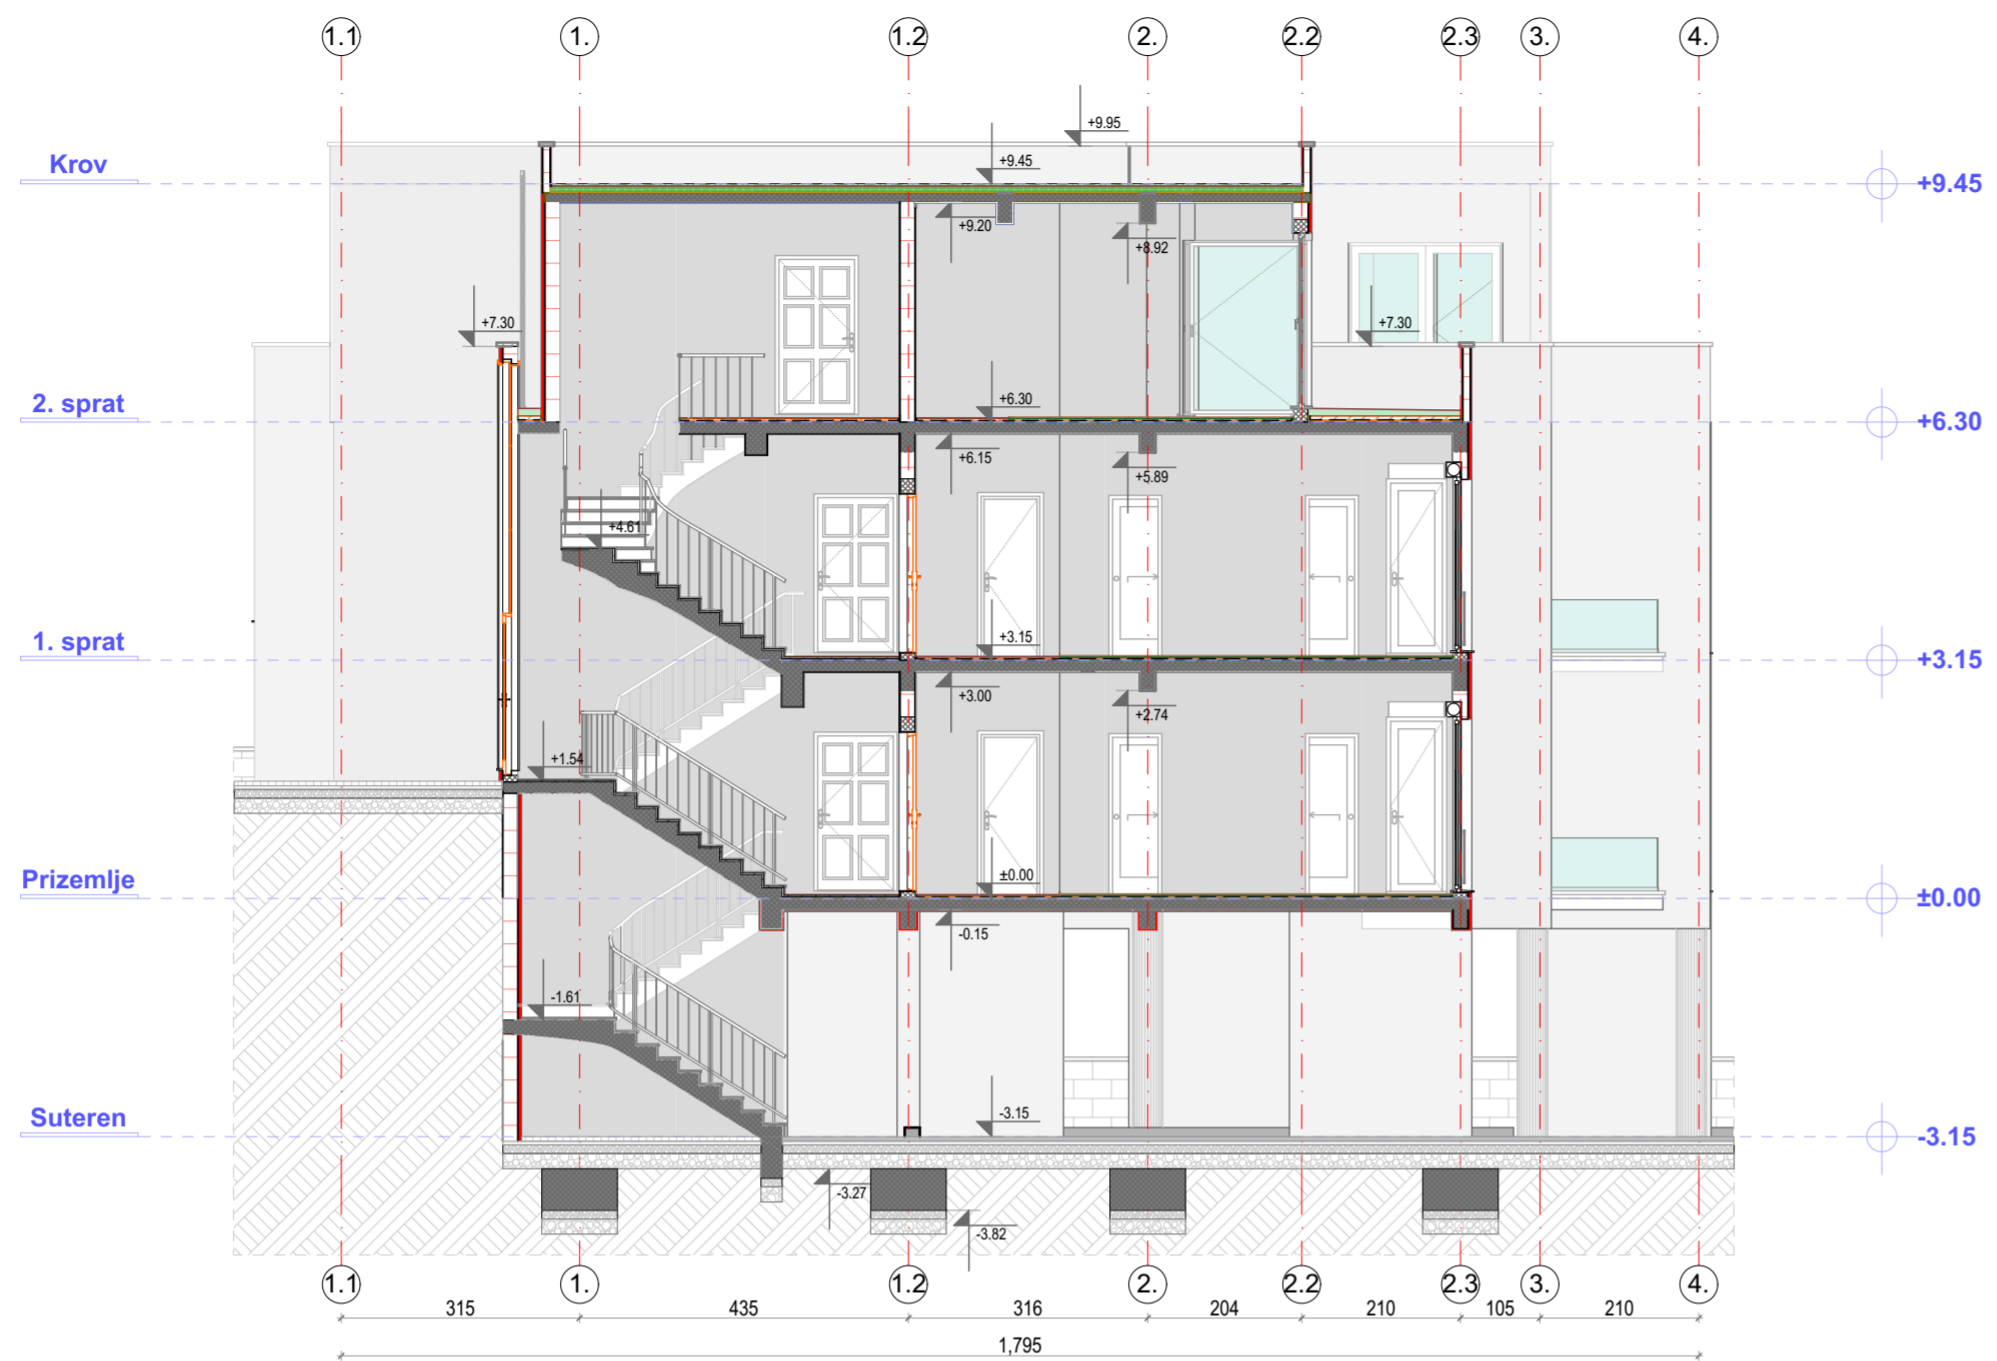 1.1 1. 1.2 2. 2.2 2.3 3. 4.
+9.95
Krov +9.45 +9.45
+9.20
+8.92
+7.30 +7.30
2. sprat +6.30 +6.30
+6.15
+5.89
+4.61
1. sprat +3.15 +3.15
+3.00
+2.74
+1.54
Prizemlje ±0.00 ±0.00
-0.15
-1.61
Suteren -3.15 -3.15
-3.27
-3.82
1.1 1. 1.2 2. 2.2 2.3 3. 4.
315 435 316 204 210 105 210
1,795